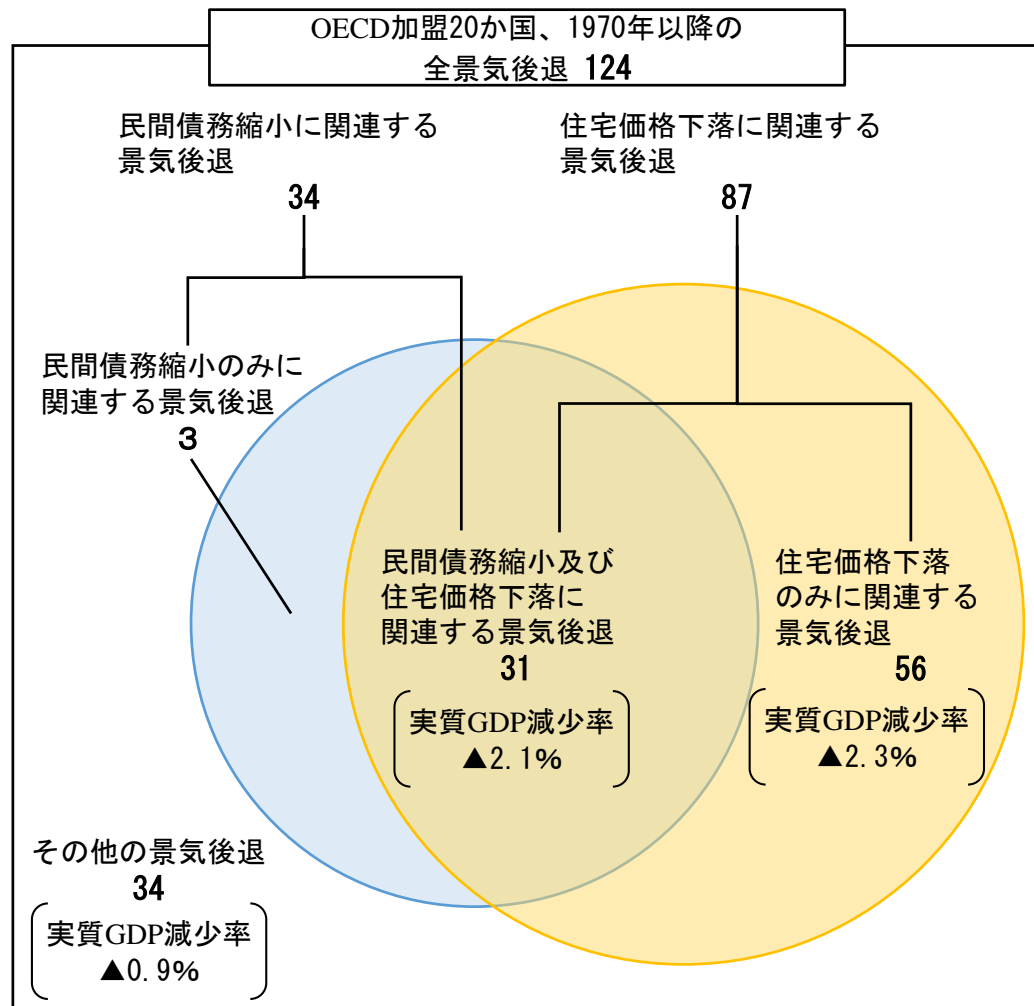 OECD加盟20か国、1970年以降の
全景気後退 124
民間債務縮小に関連する
景気後退
34
住宅価格下落に関連する
景気後退
87
民間債務縮小のみに
関連する景気後退
3
民間債務縮小及び
住宅価格下落に
関連する景気後退
31
実質GDP減少率
▲2.1%
住宅価格下落
のみに関連する
景気後退
56
実質GDP減少率
▲2.3%
その他の景気後退
34
実質GDP減少率
▲0.9%